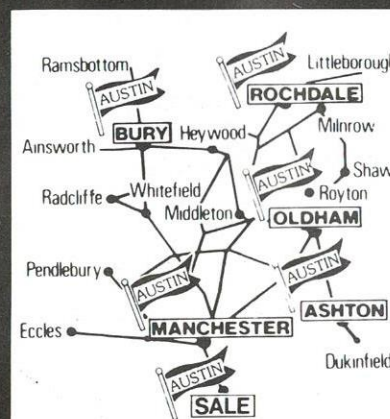 Ramsbottom
AUSTIN
Littleborough
AUSTIN
ROCHDALE
BURY
Heywood
Milnrow
Ainsworth
AUSTIN
Shaw
Radcliffe
Whitefield
Royton
Middleton
OLDHAM
Pendlebury
AUSTIN
AUSTIN
ASHTON
Eccles
MANCHESTER
Dukinfield
AUSTIN
SALE